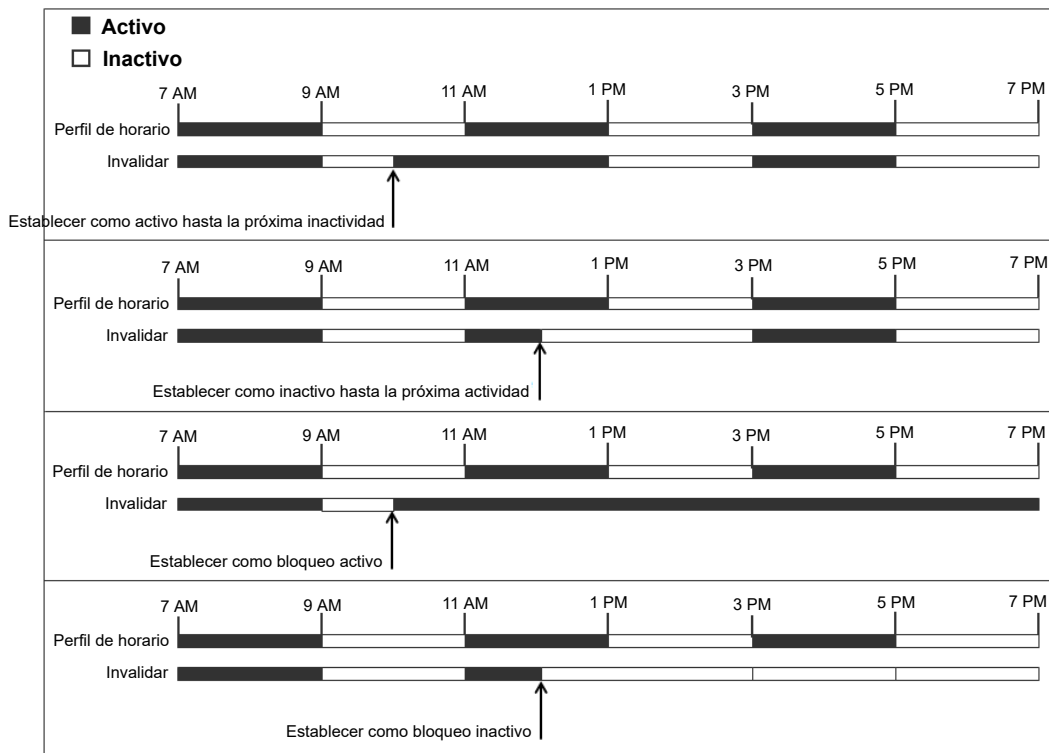 Activo
Inactivo
7 AM 9 AM 11 AM 1 PM 3 PM 5 PM 7 PM
Perfil de horario
Invalidar
Establecer como activo hasta la próxima inactividad
7 AM 9 AM 11 AM 1 PM 3 PM 5 PM 7 PM
Perfil de horario
Invalidar
Establecer como inactivo hasta la próxima actividad
7 AM 9 AM 11 AM 1 PM 3 PM 5 PM 7 PM
Perfil de horario
Invalidar
Establecer como bloqueo activo
7 AM 9 AM 11 AM 1 PM 3 PM 5 PM 7 PM
Perfil de horario
Invalidar
Establecer como bloqueo inactivo